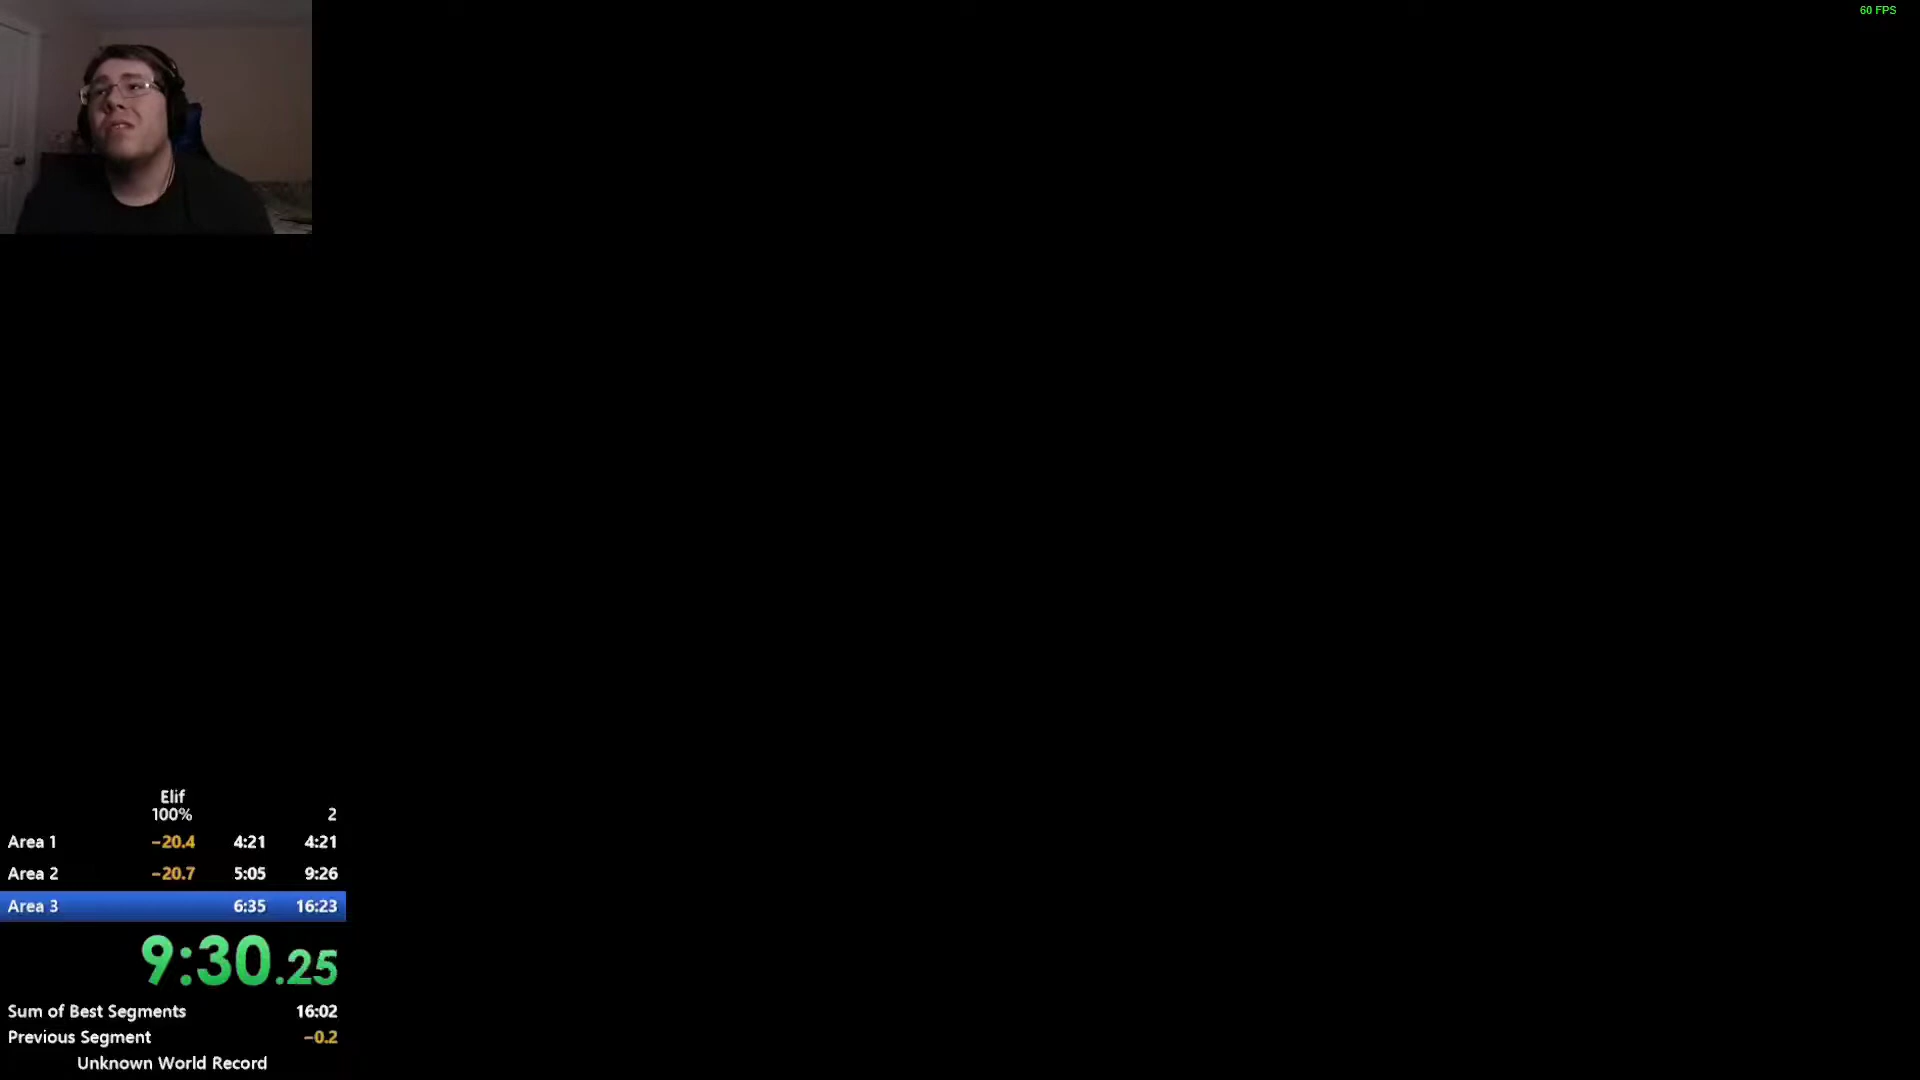 60 FPS
Elif
100% 2
Area 1 −20.4 4:21 4:21
Area 2 −20.7 5:05 9:26
Area 3 6:35 16:23
9:30.25
Sum of Best Segments 16:02
Previous Segment −0.2
Unknown World Record